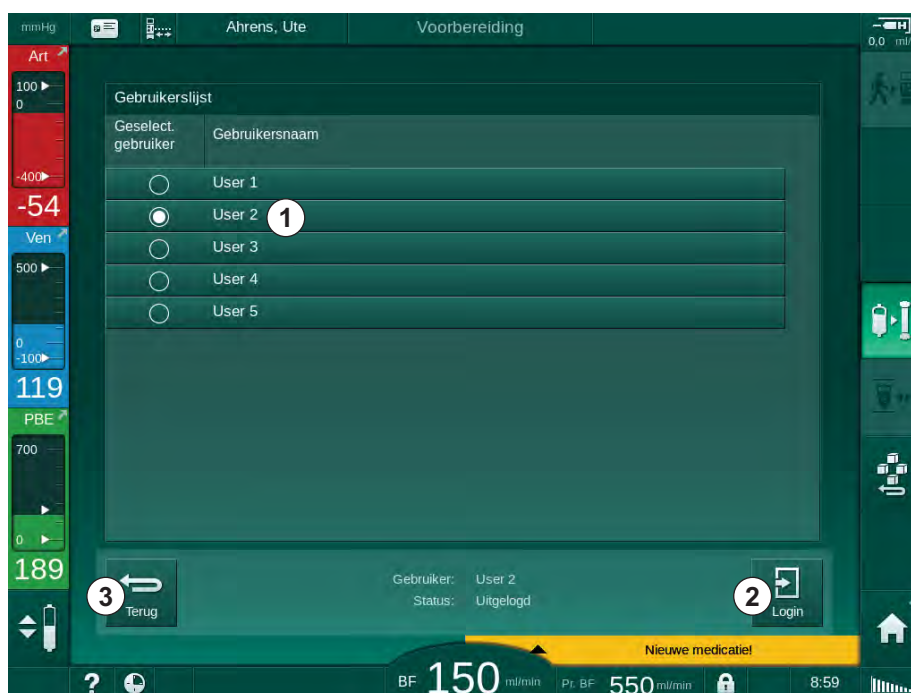 mmHg
Ahrens, Ute
Voorbereiding
0,0 ml/
Art
100
0
-400
-54
Ven
500
0
-100
119
PBE
700
0
189
Gebruikerslijst
Geselect.
gebruiker
Gebruikersnaam
User 1
User 2
1
User 3
User 4
User 5
3
Terug
Gebruiker: User 2
Status: Uitgelogd
2
Login
Nieuwe medicatie!
?
BF 150 ml/min
Pr. BF 550 ml/min
8:59